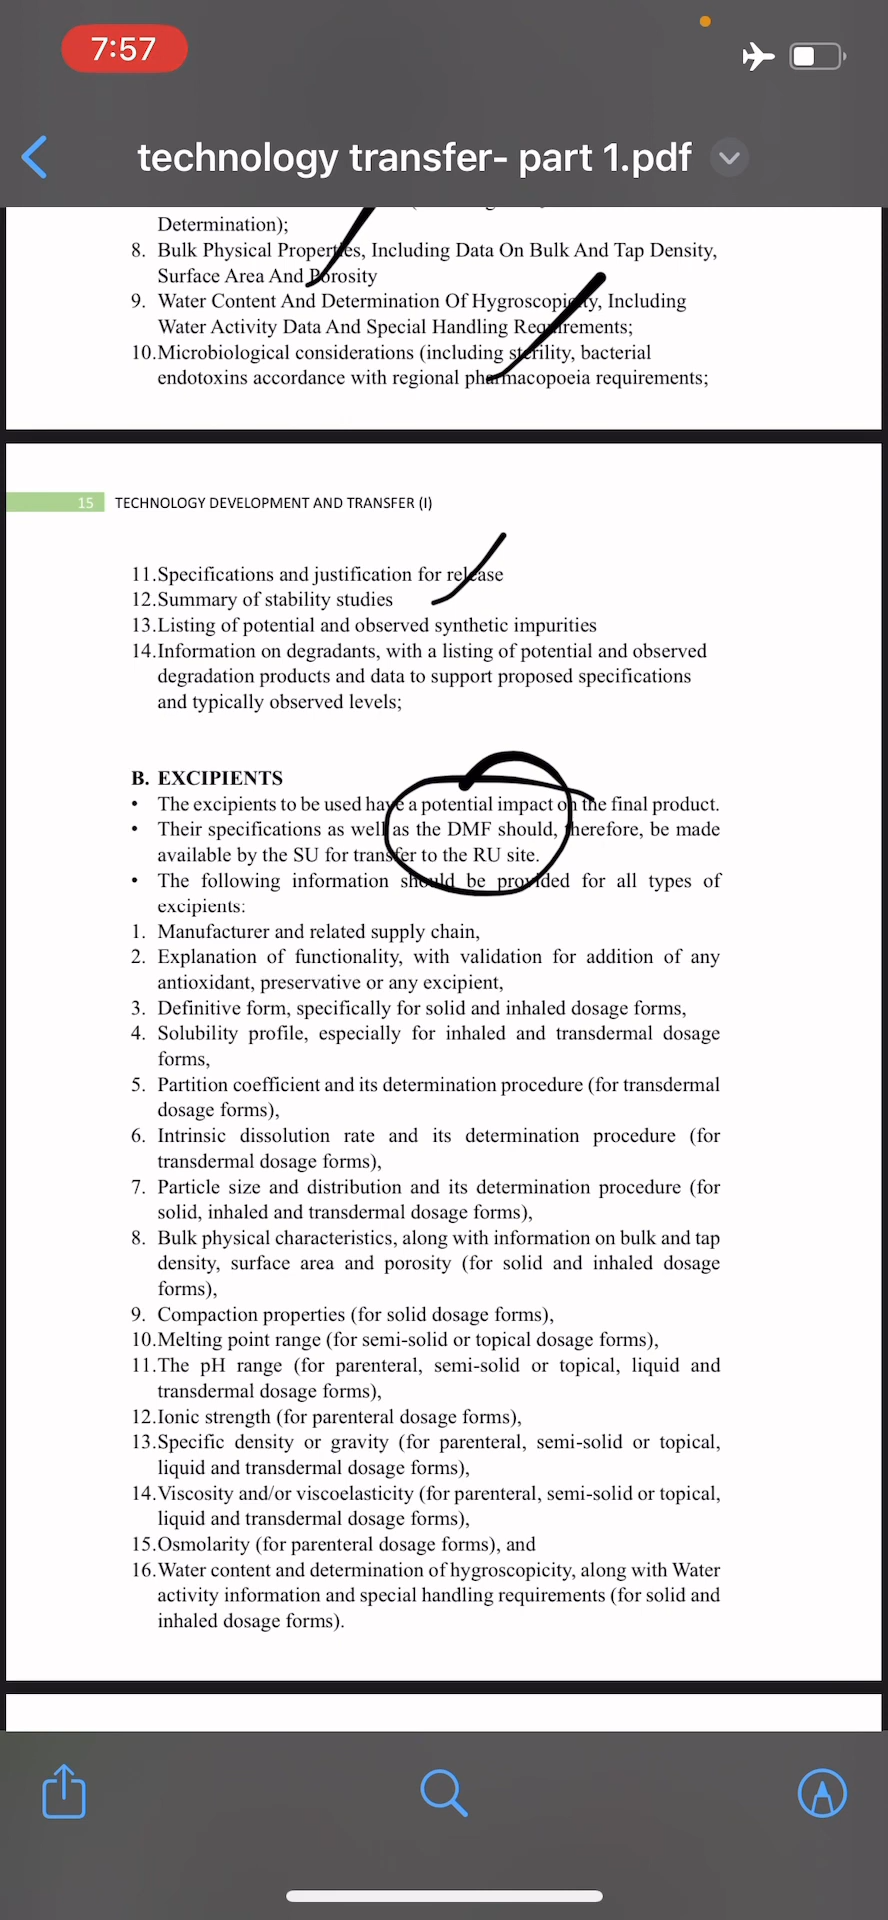 7:57
technology transfer- part 1.pdf
Determination);
8. Bulk Physical Properties, Including Data On Bulk And Tap Density,
Surface Area And Porosity
9. Water Content And Determination Of Hygroscopicity, Including
Water Activity Data And Special Handling Requirements;
10.Microbiological considerations (including sterility, bacterial
endotoxins accordance with regional pharmacopoeia requirements;
15 TECHNOLOGY DEVELOPMENT AND TRANSFER (I)
11.Specifications and justification for release
12.Summary of stability studies
13.Listing of potential and observed synthetic impurities
14.Information on degradants, with a listing of potential and observed
degradation products and data to support proposed specifications
and typically observed levels;
B. EXCIPIENTS
• The excipients to be used have a potential impact on the final product.
• Their specifications as well as the DMF should, therefore, be made
available by the SU for transfer to the RU site.
• The following information should be provided for all types of
excipients:
1. Manufacturer and related supply chain,
2. Explanation of functionality, with validation for addition of any
antioxidant, preservative or any excipient,
3. Definitive form, specifically for solid and inhaled dosage forms,
4. Solubility profile, especially for inhaled and transdermal dosage
forms,
5. Partition coefficient and its determination procedure (for transdermal
dosage forms),
6. Intrinsic dissolution rate and its determination procedure (for
transdermal dosage forms),
7. Particle size and distribution and its determination procedure (for
solid, inhaled and transdermal dosage forms),
8. Bulk physical characteristics, along with information on bulk and tap
density, surface area and porosity (for solid and inhaled dosage
forms),
9. Compaction properties (for solid dosage forms),
10.Melting point range (for semi-solid or topical dosage forms),
11.The pH range (for parenteral, semi-solid or topical, liquid and
transdermal dosage forms),
12.Ionic strength (for parenteral dosage forms),
13.Specific density or gravity (for parenteral, semi-solid or topical,
liquid and transdermal dosage forms),
14.Viscosity and/or viscoelasticity (for parenteral, semi-solid or topical,
liquid and transdermal dosage forms),
15.Osmolarity (for parenteral dosage forms), and
16.Water content and determination of hygroscopicity, along with Water
activity information and special handling requirements (for solid and
inhaled dosage forms).